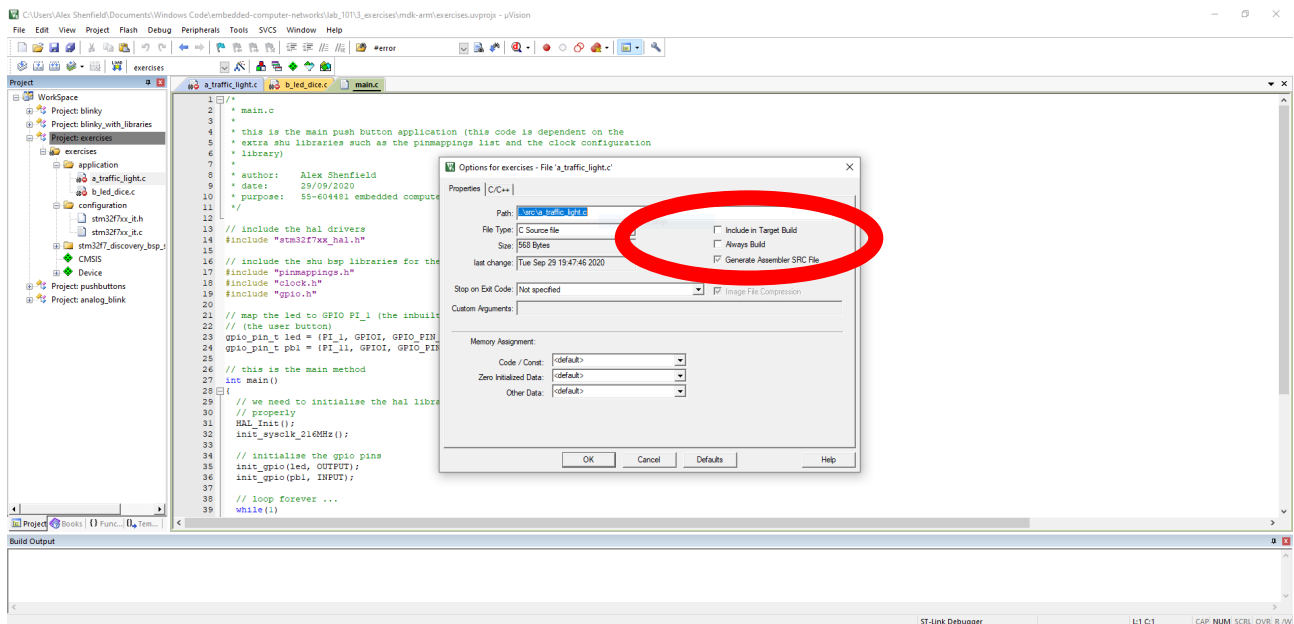 C:\Users\Alex Shenfield\Documents\Windows Code\embedded-computer-networks\lab_101\3_exercises\mdk-arm\exercises.uvprojx - µVision
File Edit View Project Flash Debug Peripherals Tools SVCS Window Help
#error
LOAD exercises
Project
a_traffic_light.c b_led_dice.c main.c
WorkSpace
Project: blinky
Project: blinky_with_libraries
Project: exercises
exercises
application
a_traffic_light.c
b_led_dice.c
configuration
stm32f7xx_it.h
stm32f7xx_it.c
stm32f7_discovery_bsp_s
CMSIS
Device
Project: pushbuttons
Project: analog_blink
Project Books {} Func... Tem...
1 /*
2 * main.c
3 *
4 * this is the main push button application (this code is dependent on the
5 * extra shu libraries such as the pinmappings list and the clock configuration
6 * library)
7 *
8 * author: Alex Shenfield
9 * date: 29/09/2020
10 * purpose: 55-604481 embedded compute
11 */
12
13 // include the hal drivers
14 #include "stm32f7xx_hal.h"
15
16 // include the shu bsp libraries for the
17 #include "pinmappings.h"
18 #include "clock.h"
19 #include "gpio.h"
20
21 // map the led to GPIO PI_1 (the inbuilt
22 // (the user button)
23 gpio_pin_t led = {PI_1, GPIOI, GPIO_PIN_
24 gpio_pin_t pb1 = {PI_11, GPIOI, GPIO_PIN
25
26 // this is the main method
27 int main()
28 {
29 // we need to initialise the hal libra
30 // properly
31 HAL_Init();
32 init_sysclk_216MHz();
33
34 // initialise the gpio pins
35 init_gpio(led, OUTPUT);
36 init_gpio(pb1, INPUT);
37
38 // loop forever ...
39 while(1)
Options for exercises - File 'a_traffic_light.c'
Properties C/C++
Path: ..\src\a_traffic_light.c
File Type: C Source file
Include in Target Build
Size: 568 Bytes
Always Build
last change: Tue Sep 29 19:47:46 2020
Generate Assembler SRC File
Stop on Exit Code: Not specified
Image File Compression
Custom Arguments:
Memory Assignment:
Code / Const: <default>
Zero Initialized Data: <default>
Other Data: <default>
OK Cancel Defaults Help
Build Output
ST-Link Debugger L:1 C:1 CAP NUM SCRL OVR R/W